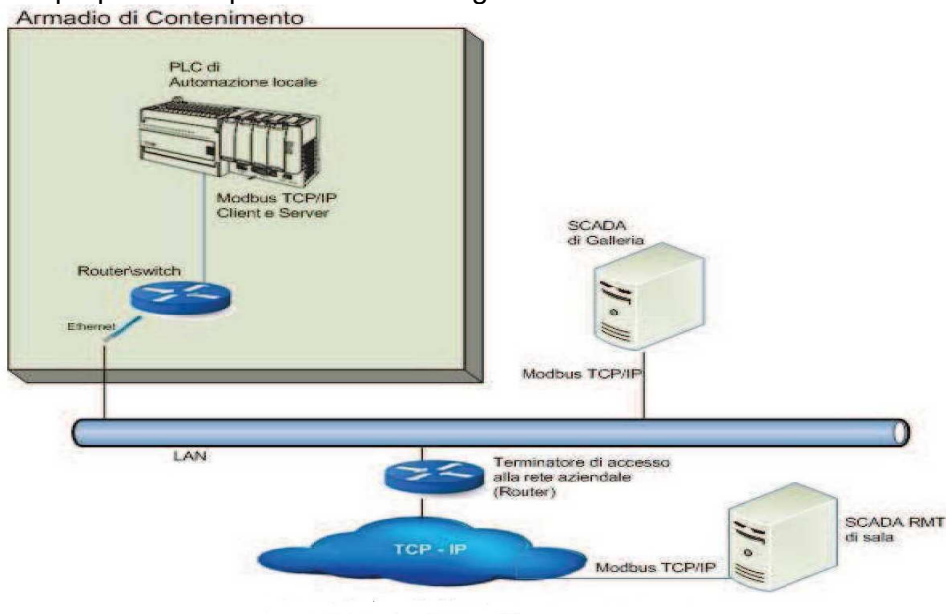 Armadio di Contenimento
PLC di
Automazione locale
Modbus TCP/IP
Client e Server
SCADA
di Galleria
Router\switch
Ethernet
Modbus TCP/IP
LAN
Terminatore di accesso
alla rete aziendale
(Router)
SCADA RMT
di sala
TCP - IP
Modbus TCP/IP